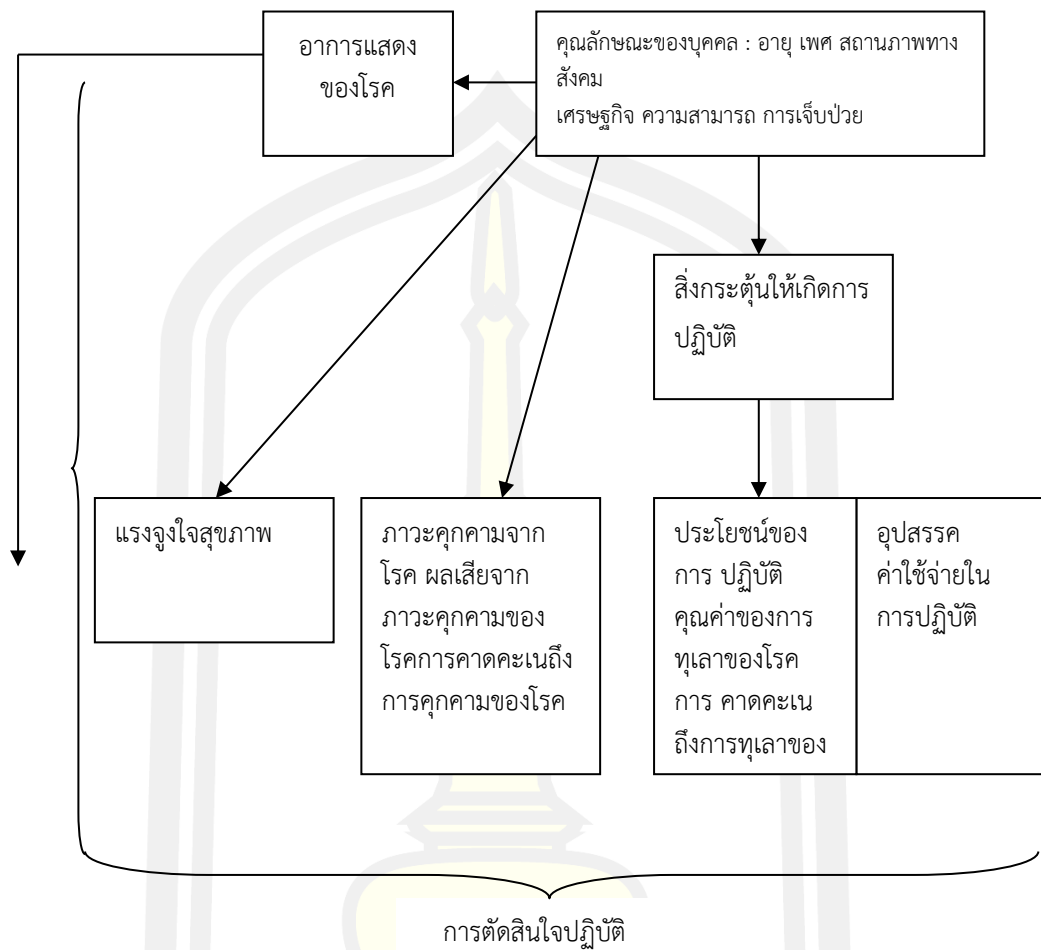 อาการแสดง
ของโรค
คุณลักษณะของบุคคล : อายุ เพศ สถานภาพทาง
สังคม
เศรษฐกิจ ความสามารถ การเจ็บป่วย
สิ่งกระตุ้นให้เกิดการ
ปฏิบัติ
แรงจูงใจสุขภาพ
ภาวะคุกคามจาก
โรค ผลเสียจาก
ภาวะคุกคามของ
โรคการคาดคะเนถึง
การคุกคามของโรค
ประโยชน์ของ
การ ปฏิบัติ
คุณค่าของการ
ทุเลาของโรค
การ คาดคะเน
ถึงการทุเลาของ
อุปสรรค
ค่าใช้จ่ายใน
การปฏิบัติ
การตัดสินใจปฏิบัติ